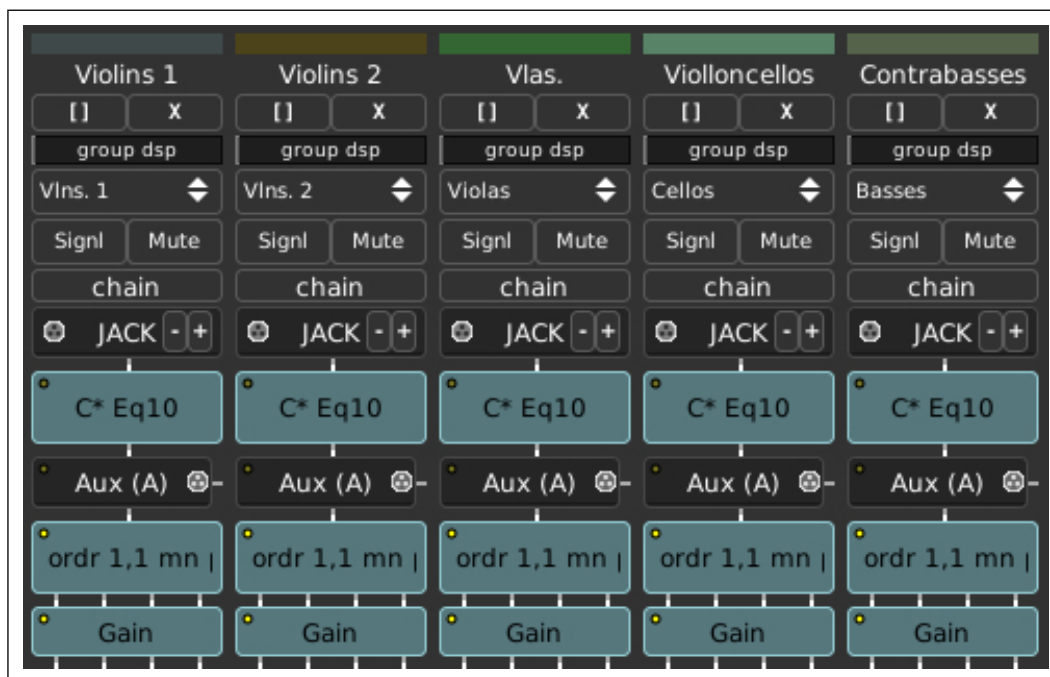 Violins 1 Violins 2 Vlas. Violloncellos Contrabasses
[] X [] X [] X [] X [] X
group dsp group dsp group dsp group dsp group dsp
Vlns. 1 Vlns. 2 Violas Cellos Basses
Signl Mute Signl Mute Signl Mute Signl Mute Signl Mute
chain chain chain chain chain
JACK - + JACK - + JACK - + JACK - + JACK - +
C* Eq10 C* Eq10 C* Eq10 C* Eq10 C* Eq10
Aux (A) Aux (A) Aux (A) Aux (A) Aux (A)
ordr 1,1 mn ordr 1,1 mn ordr 1,1 mn ordr 1,1 mn ordr 1,1 mn
Gain Gain Gain Gain Gain